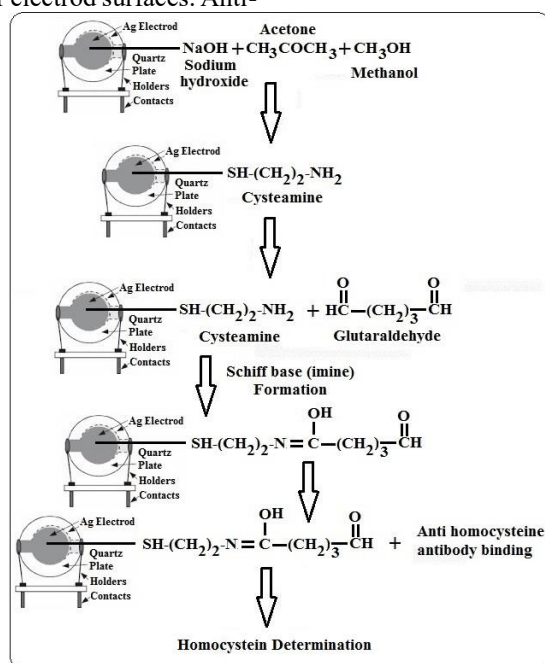 r electrod surfaces. Anti-
Ag Electrod
Quartz
Plate
Holders
Contacts
Acetone
NaOH + CH3COCH3 + CH3OH
Sodium
hydroxide
Methanol
Ag Electrod
Quartz
Plate
Holders
Contacts
SH-(CH2)2-NH2
Cysteamine
Ag Electrod
Quartz
Plate
Holders
Contacts
SH-(CH2)2-NH2 + HC-(CH2)3-CH
O O
Cysteamine
Glutaraldehyde
Schiff base (imine)
Formation
Ag Electrod
Quartz
Plate
Holders
Contacts
OH O
SH-(CH2)2-N=C-(CH2)3-CH
Ag Electrod
Quartz
Plate
Holders
Contacts
OH O
SH-(CH2)2-N=C-(CH2)3-CH +
Anti homocysteine
antibody binding
Homocystein Determination